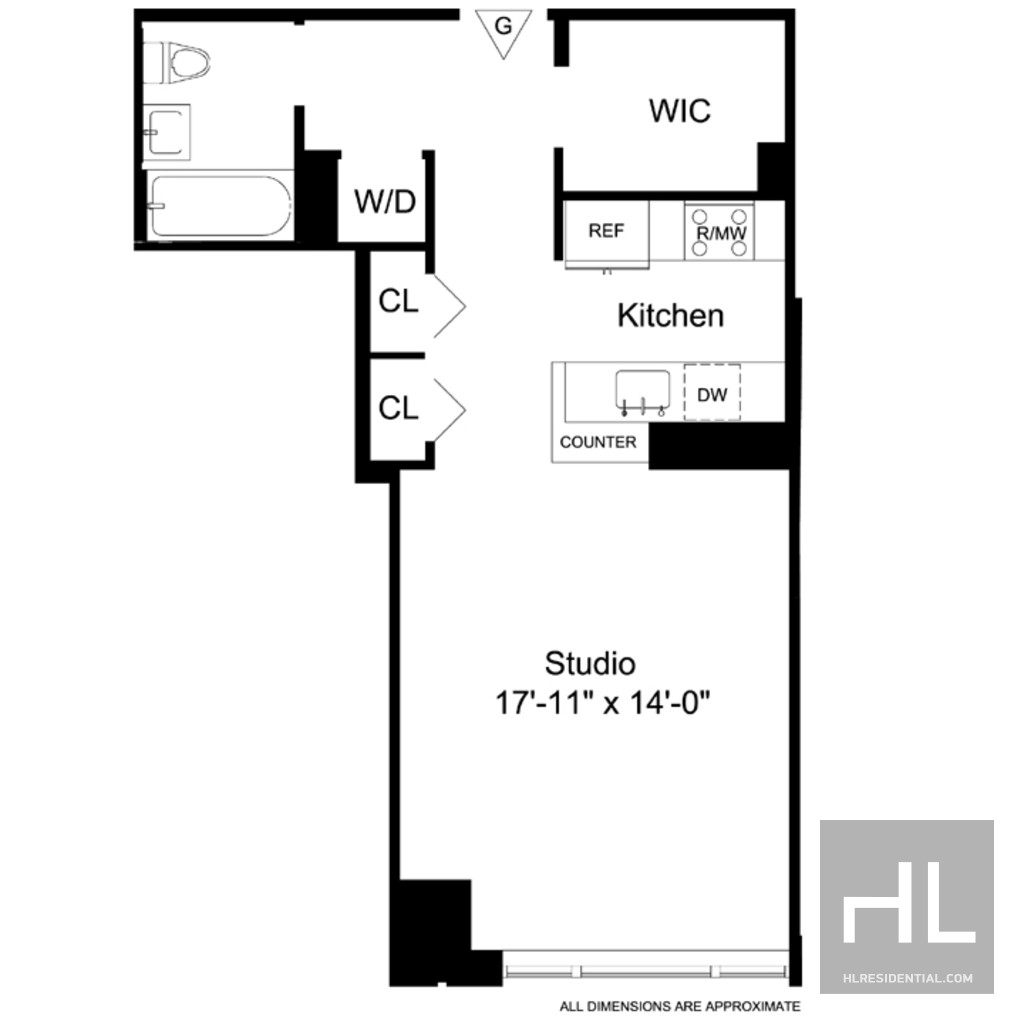 G
WIC
W/D
REF
R/MW
CL
Kitchen
CL
DW
COUNTER
Studio
17'-11" x 14'-0"
HL
HLRESIDENTIAL.COM
ALL DIMENSIONS ARE APPROXIMATE